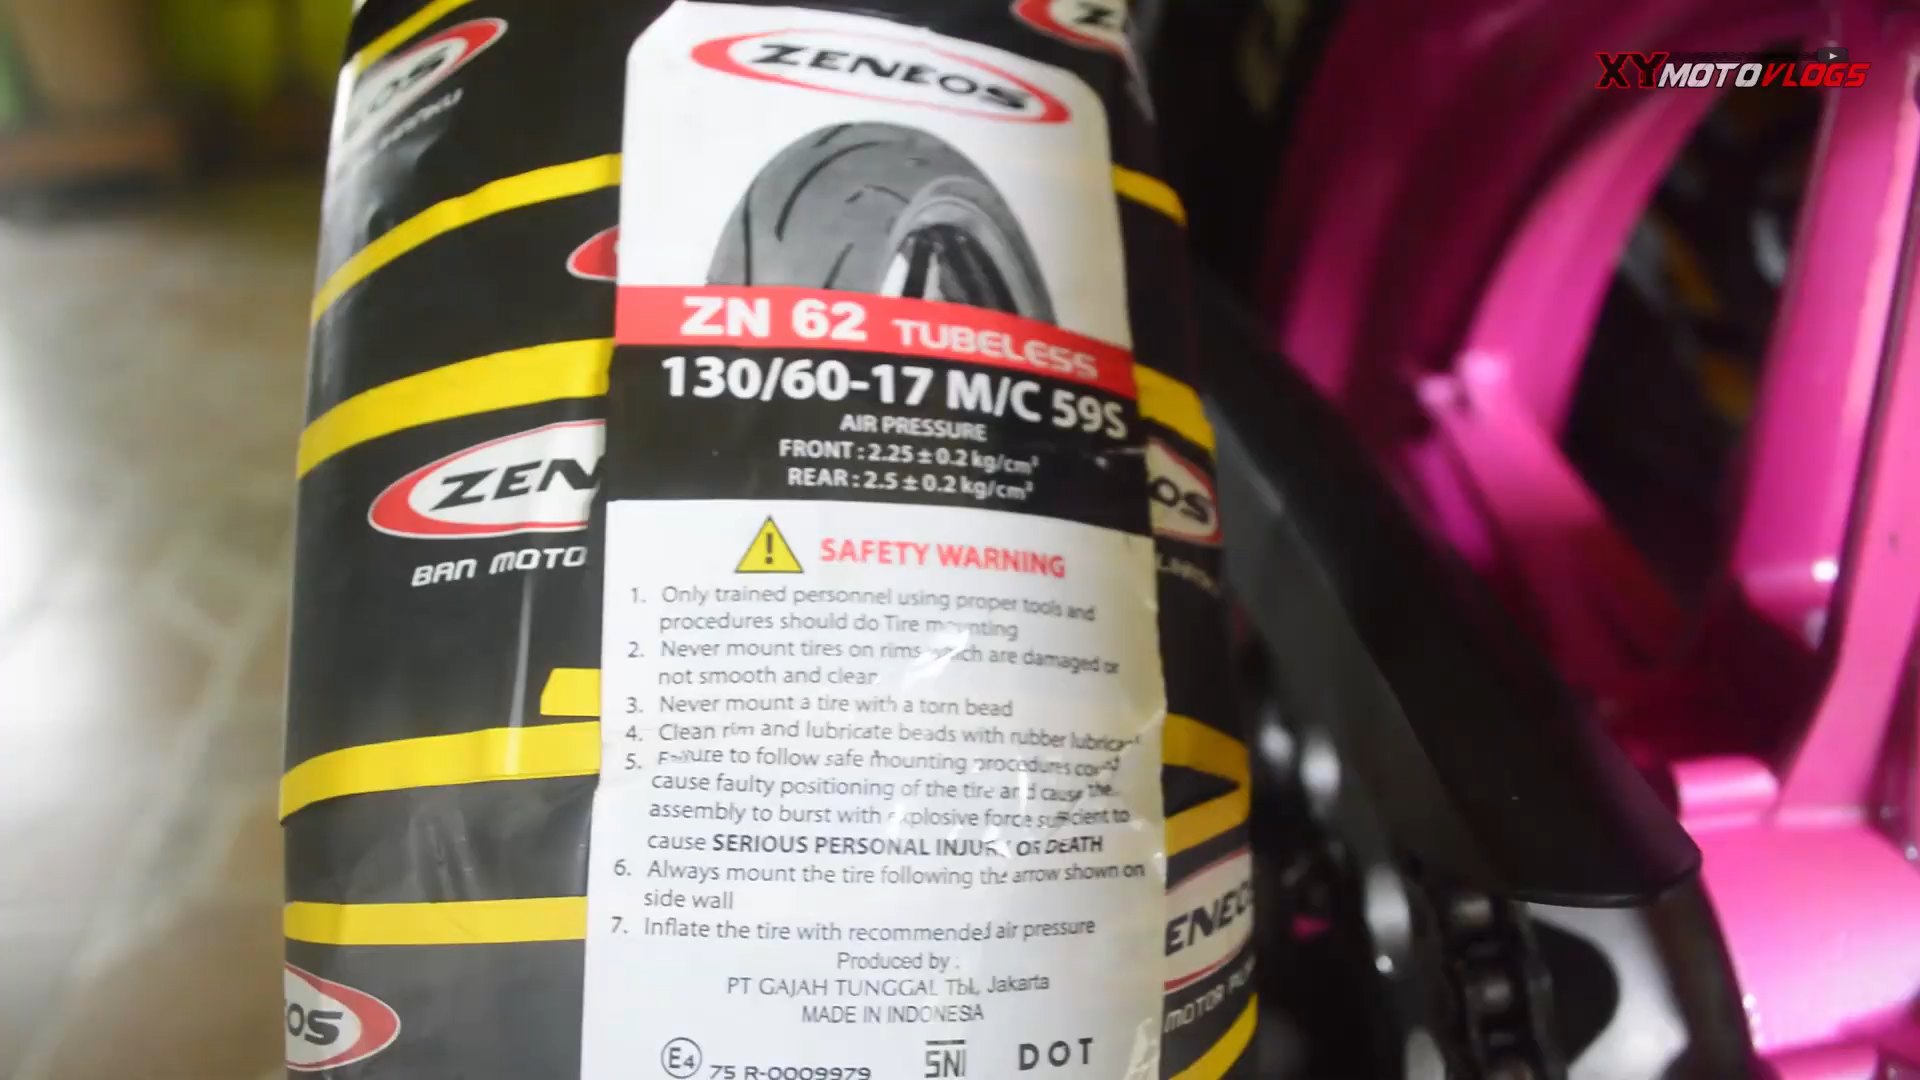 XYMOTOVLOGS
ZENEOS
ZN 62 TUBELESS
130/60-17 M/C 59S
AIR PRESSURE
FRONT : 2.25 ± 0.2 kg/cm²
REAR : 2.5 ± 0.2 kg/cm²
SAFETY WARNING
1. Only trained personnel using proper tools and
procedures should do Tire mounting
2. Never mount tires on rims which are damaged or
not smooth and clean
3. Never mount a tire with a torn bead
4. Clean rim and lubricate beads with rubber lubricant
5. Failure to follow safe mounting procedures could
cause faulty positioning of the tire and cause the
assembly to burst with explosive force sufficient to
cause SERIOUS PERSONAL INJURY OR DEATH
6. Always mount the tire following the arrow shown on
side wall
7. Inflate the tire with recommended air pressure
Produced by :
PT GAJAH TUNGGAL Tbk, Jakarta
MADE IN INDONESIA
E4 75 R-0009979 SNI DOT
ZEN
BAN MOTO
OS
ENEO
MOTOR
OS